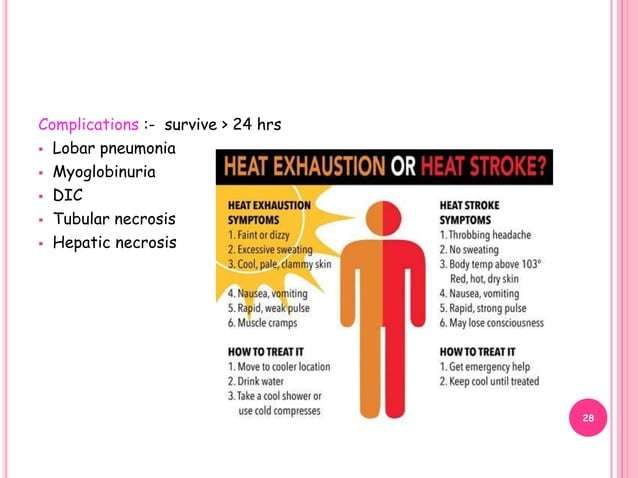 Complications :- survive > 24 hrs
▪ Lobar pneumonia
▪ Myoglobinuria
▪ DIC
▪ Tubular necrosis
▪ Hepatic necrosis
HEAT EXHAUSTION OR HEAT STROKE?
HEAT EXHAUSTION
SYMPTOMS
1. Faint or dizzy
2. Excessive sweating
3. Cool, pale, clammy skin
4. Nausea, vomiting
5. Rapid, weak pulse
6. Muscle cramps
HOW TO TREAT IT
1. Move to cooler location
2. Drink water
3. Take a cool shower or
use cold compresses
HEAT STROKE
SYMPTOMS
1. Throbbing headache
2. No sweating
3. Body temp above 103°
Red, hot, dry skin
4. Nausea, vomiting
5. Rapid, strong pulse
6. May lose consciousness
HOW TO TREAT IT
1. Get emergency help
2. Keep cool until treated
28